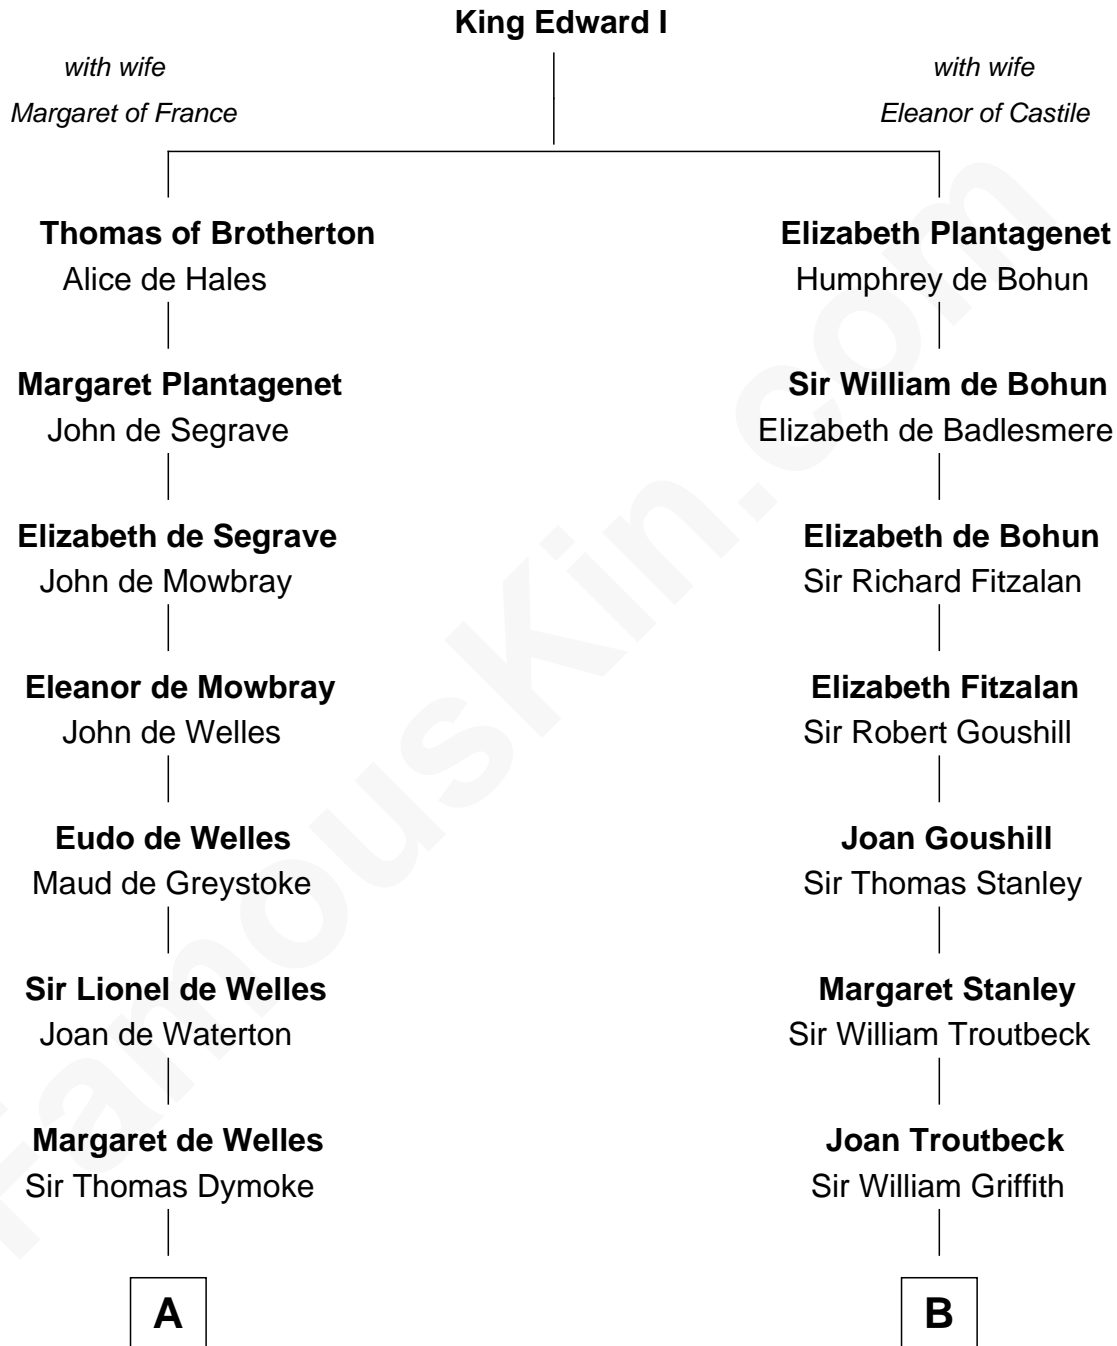 King Edward I
with wife
Margaret of France
with wife
Eleanor of Castile
Thomas of Brotherton
Alice de Hales
Elizabeth Plantagenet
Humphrey de Bohun
Margaret Plantagenet
John de Segrave
Sir William de Bohun
Elizabeth de Badlesmere
Elizabeth de Segrave
John de Mowbray
Elizabeth de Bohun
Sir Richard Fitzalan
Eleanor de Mowbray
John de Welles
Elizabeth Fitzalan
Sir Robert Goushill
Eudo de Welles
Maud de Greystoke
Joan Goushill
Sir Thomas Stanley
Sir Lionel de Welles
Joan de Waterton
Margaret Stanley
Sir William Troutbeck
Margaret de Welles
Sir Thomas Dymoke
Joan Troutbeck
Sir William Griffith
A
B
FamousKin.com